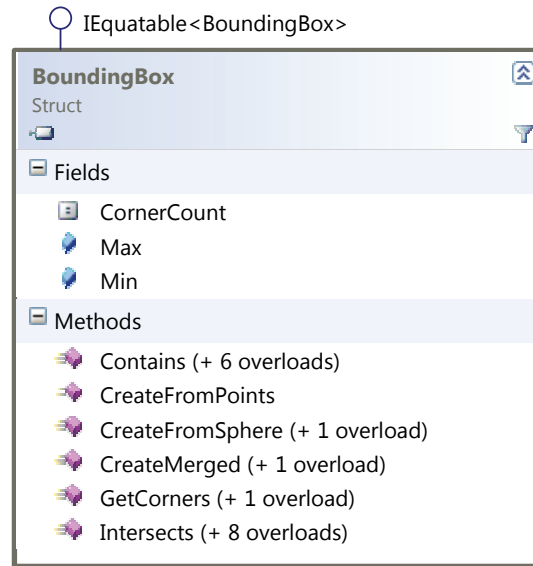 IEquatable<BoundingBox>
BoundingBox
Struct
Fields
CornerCount
Max
Min
Methods
Contains (+ 6 overloads)
CreateFromPoints
CreateFromSphere (+ 1 overload)
CreateMerged (+ 1 overload)
GetCorners (+ 1 overload)
Intersects (+ 8 overloads)